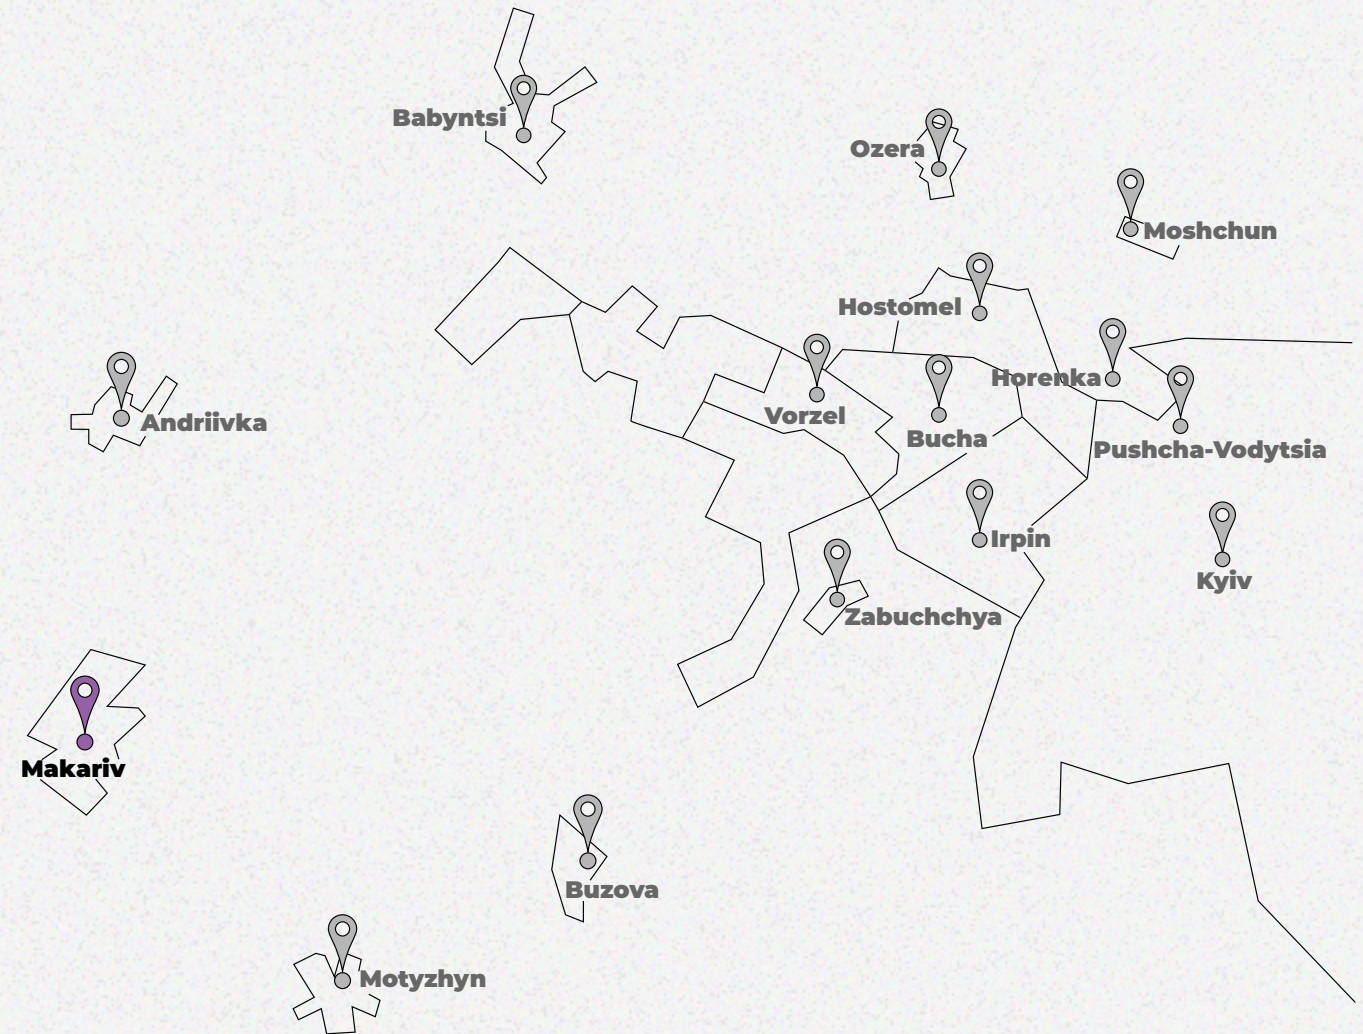 Babyntsi
Ozera
Moshchun
Hostomel
Horenka
Vorzel
Andriivka
Bucha
Pushcha-Vodytsia
Irpin
Kyiv
Zabuchchya
Makariv
Buzova
Motyzhyn